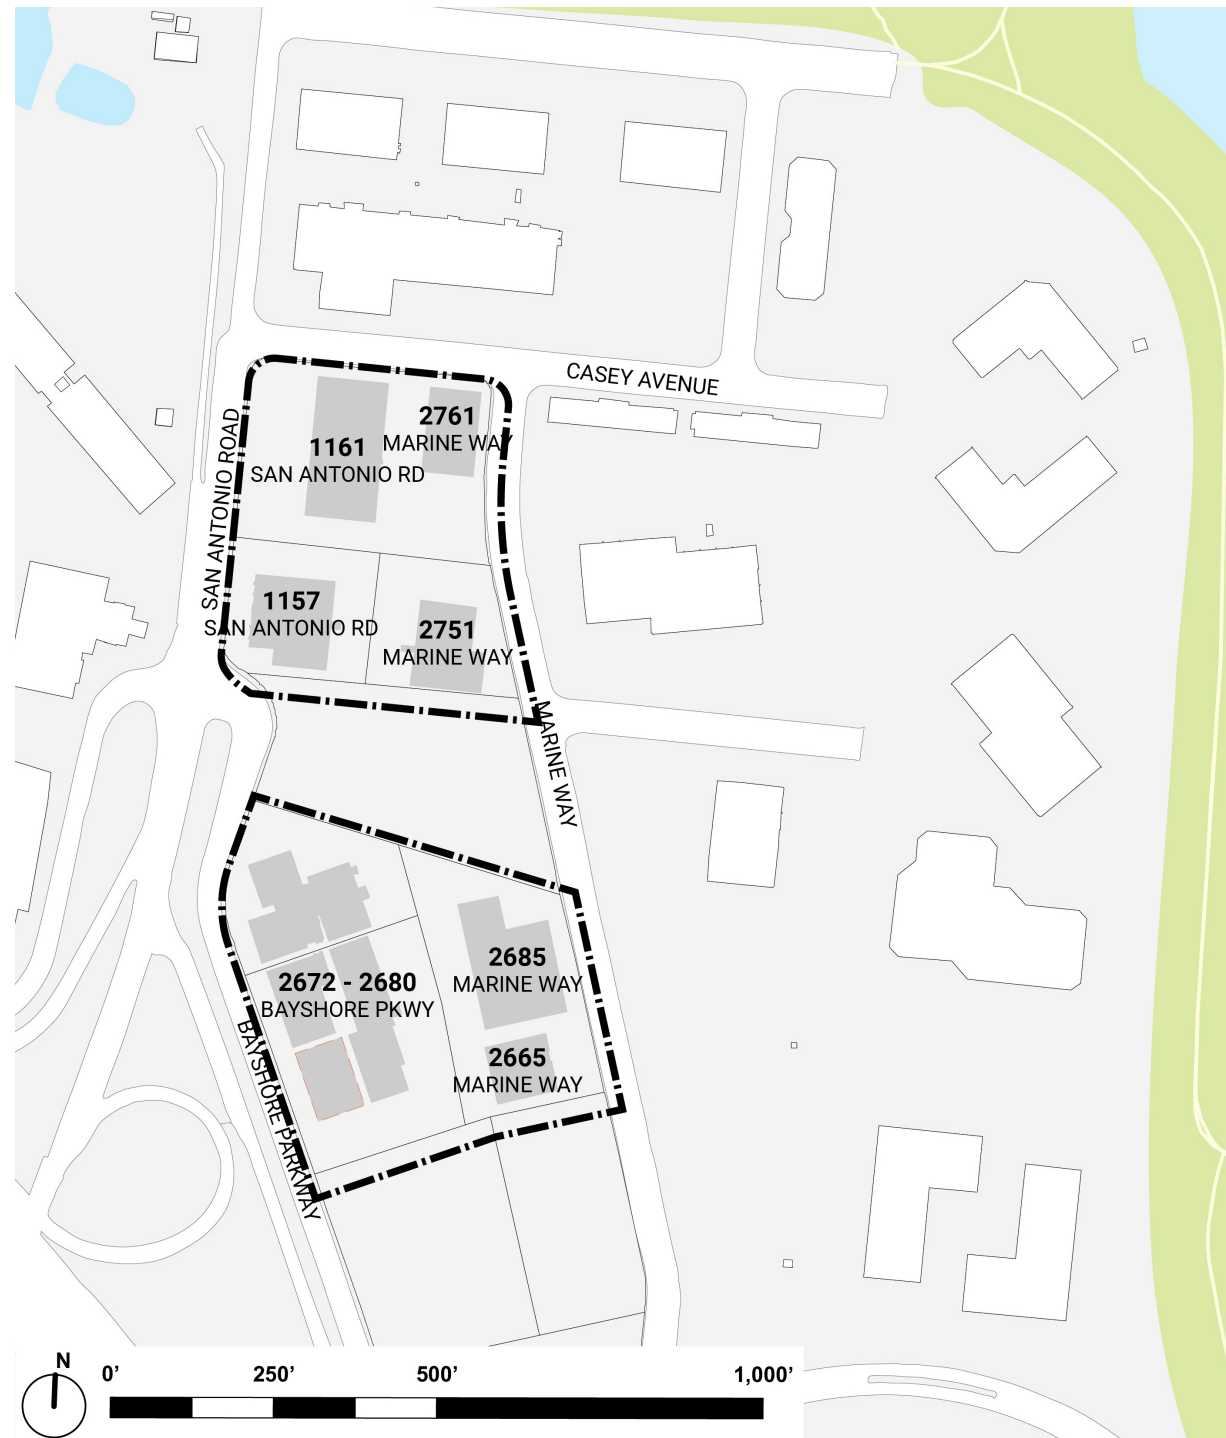 CASEY AVENUE
2761
MARINE WAY
1161
SAN ANTONIO RD
SAN ANTONIO ROAD
1157
SAN ANTONIO RD
2751
MARINE WAY
MARINE WAY
2685
MARINE WAY
2672 - 2680
BAYSHORE PKWY
2665
MARINE WAY
BAYSHORE PARKWAY
N
0’ 250’ 500’ 1,000’